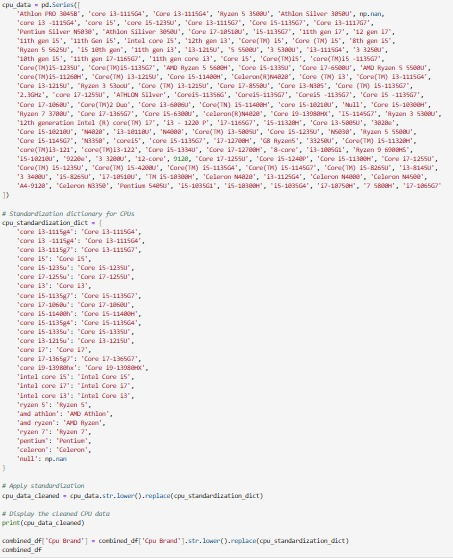 cpu_data = pd.Series([
'Athlon PRO 3045B', 'core i3-1115G4', 'Core i3-1115G4', 'Ryzen 5 3500U', 'Athlon Silver 3050U', np.nan,
'core i3 -1115G4', 'core i5', 'core i5-1235U', 'Core i3-1115G7', 'Core i5-1135G7', 'Core i3-1117G7',
'Pentium Silver N5030', 'Athlon Siliver 3050U', 'Core i7-10510U', 'i5-1135G7', '11th gen i7', '12 gen i7',
'11th gen i5', '11th Gen i5', 'Intel core i5', '12th gen i3', 'Core(TM) i5', 'Core (TM) i5', '8th gen i5',
'Ryzen 5 5625U', 'i5 10th gen', '11th gen i3', 'i3-1215U', '5 5500U', '3 5300U', 'i3-1115G4', '3 3250U',
'10th gen i5', '11th gen i7-1165G7', '11th gen core i3', 'Core i5', 'Core(TM)i5', 'core(TM)i5 -1135G7',
'Core(TM)i5-1235U', 'Core(TM)i5-1135G7', 'AMD Ryzen 5 5600H', 'Core i5-1335U', 'Core i7-6500U', 'AMD Ryzen 5 5500U',
'Core(TM)i5-11260H', 'Core(TM) i3-1215U', 'Core i5-11400H', 'Celeron(R)N4020', 'Core (TM) i3', 'Core(TM) i3-1115G4',
'Core i3-1215U', 'Ryzen 3 53ooU', 'Core (TM) i3-1215U', 'Core i7-8550U', 'Core i3-N305', 'Core (TM) i5-1135G7',
'2.3GHz', 'core i7-1255U', 'ATHLON Silver', 'Corei5-1135G6', 'Corei5-1135G7', 'Corei5 -1135G7', 'Core i5 -1135G7',
'Core i7-1060U', 'Core(TM)2 Duo', 'Core i3-6006U', 'Core(TN) i5-11400H', 'core i5-10210U', 'Null', 'Core i5-10300H',
'Ryzen 7 3700U', 'Core i7-1365G7', 'Core i5-6300U', 'celeron(R)N4020', 'Core i9-13980HX', 'I5-1145G7', 'Ryzen 3 5300U',
'12th generation Intel (R) core(TM) i7', 'i3 - 1220 P', 'i7-1165G7', 'i5-11320H', 'Core i3-5005U', '3020e',
'i5-10210U', 'N4020', 'i3-10110U', 'N4000', 'Core(TM) i3-5005U', 'Core i5-1235U', 'N5030', 'Ryzen 5 5500U',
'Core i5-1145G7', 'N3350', 'corei5', 'core i5-1135G7', 'i7-12700H', 'GB Ryzen5', '33250U', 'Core(TM) i5-11320H',
'Core(TM)i3-121', 'core(TM)i3-122', 'Core i5-1334U', 'Core i7-12700H', '8-core', 'i3-1005G1', 'Ryzen 9 6900HS',
'i5-10210U', '9220e', '3 3200U', '12-core', 9120, 'Core i7-1255U', 'Core i5-1240P', 'Core i5-11300H', 'Core i7-1255U',
'Core(TM) i5-1235U', 'Core(TM) i5-4200U', 'Core(TM) i5-1135G4', 'Core(TM) i5-1145G7', 'Core(TM) i5-8265U', 'i3-8145U',
'3 3400U', 'i5-8265U', 'i7-10510U', 'TM i5-10300H', 'Celeron N4020', 'i3-1125G4', 'Celeron N4000', 'Celeron N4500',
'A4-9120', 'Celeron N3350', 'Pentium 5405U', 'i5-1035G1', 'i5-10300H', 'i5-1035G4', 'i7-10750H', '7 5800H', 'i7-1065G7'
])

# Standardization dictionary for CPUs
cpu_standardization_dict = {
'core i3-1115g4': 'Core i3-1115G4',
'core i3 -1115g4': 'Core i3-1115G4',
'core i3-1115g7': 'Core i3-1115G7',
'core i5': 'Core i5',
'core i5-1235u': 'Core i5-1235U',
'core i7-1255u': 'Core i7-1255U',
'core i3': 'Core i3',
'core i5-1135g7': 'Core i5-1135G7',
'core i7-1060u': 'Core i7-1060U',
'core i5-11400h': 'Core i5-11400H',
'core i5-1135g4': 'Core i5-1135G4',
'core i5-1335u': 'Core i5-1335U',
'core i3-1215u': 'Core i3-1215U',
'core i7': 'Core i7',
'core i7-1365g7': 'Core i7-1365G7',
'core i9-13980hx': 'Core i9-13980HX',
'intel core i5': 'Intel Core i5',
'intel core i7': 'Intel Core i7',
'intel core i3': 'Intel Core i3',
'ryzen 5': 'Ryzen 5',
'amd athlon': 'AMD Athlon',
'amd ryzen': 'AMD Ryzen',
'ryzen 7': 'Ryzen 7',
'pentium': 'Pentium',
'celeron': 'Celeron',
'null': np.nan
}

# Apply standardization
cpu_data_cleaned = cpu_data.str.lower().replace(cpu_standardization_dict)

# Display the cleaned CPU data
print(cpu_data_cleaned)

combined_df['Cpu Brand'] = combined_df['Cpu Brand'].str.lower().replace(cpu_standardization_dict)
combined_df